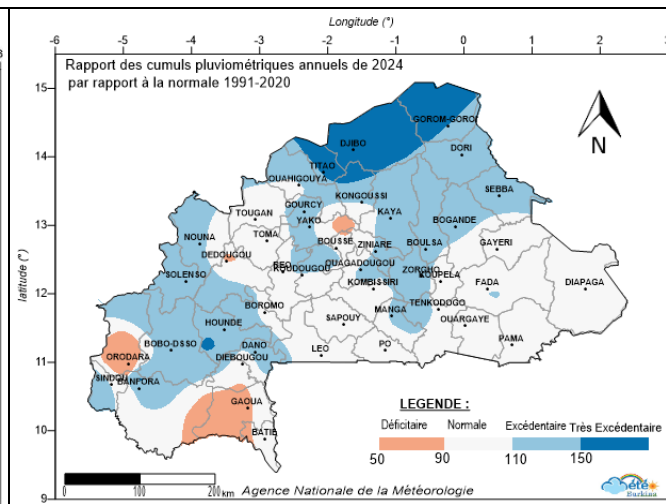 Longitude (°)
-6 -5 -4 -3 -2 -1 0 1 2
Rapport des cumuls pluviométriques annuels de 2024
par rapport à la normale 1991-2020
15
14
13
12
11
10
9
latitude (°)
N
GOROM-GOROM
DJIBO
DORI
TITAO
OUAHIGOUYA
SEBBA
KONGOUSSI
GOURCY
TOUGAN
KAYA
YAKO
BOGANDE
NOUNA
TOMA
BOUSSE
ZINIARE
BOULSA
GAYERI
DEDOUGOU
OUAGADOUGOU
KOUDOUGOU
ZORGHO
KOUPELA
SOLENSO
KOMBISSIRI
FADA
DIAPAGA
BOROMO
TENKODOGO
MANGA
SAPOUY
OUARGAYE
HOUNDE
BOBO-DSSO
DANO
LEO
PO
PAMA
ORODARA
DIEBOUGOU
SINDOU
BANFORA
GAOUA
BATIE
LEGENDE :
Déficitaire Normale Excédentaire Très Excédentaire
50 90 110 150
0 100 200 km
Agence Nationale de la Météorologie
été
Burkina